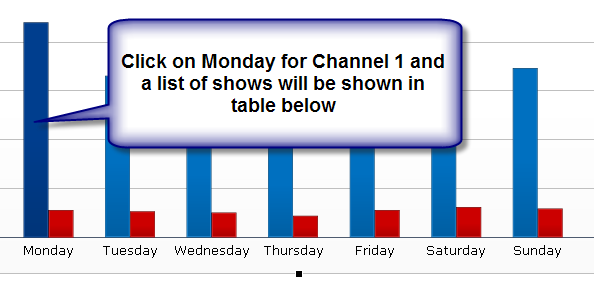 Click on Monday for Channel 1 and
a list of shows will be shown in
table below
Monday Tuesday Wednesday Thursday Friday Saturday Sunday